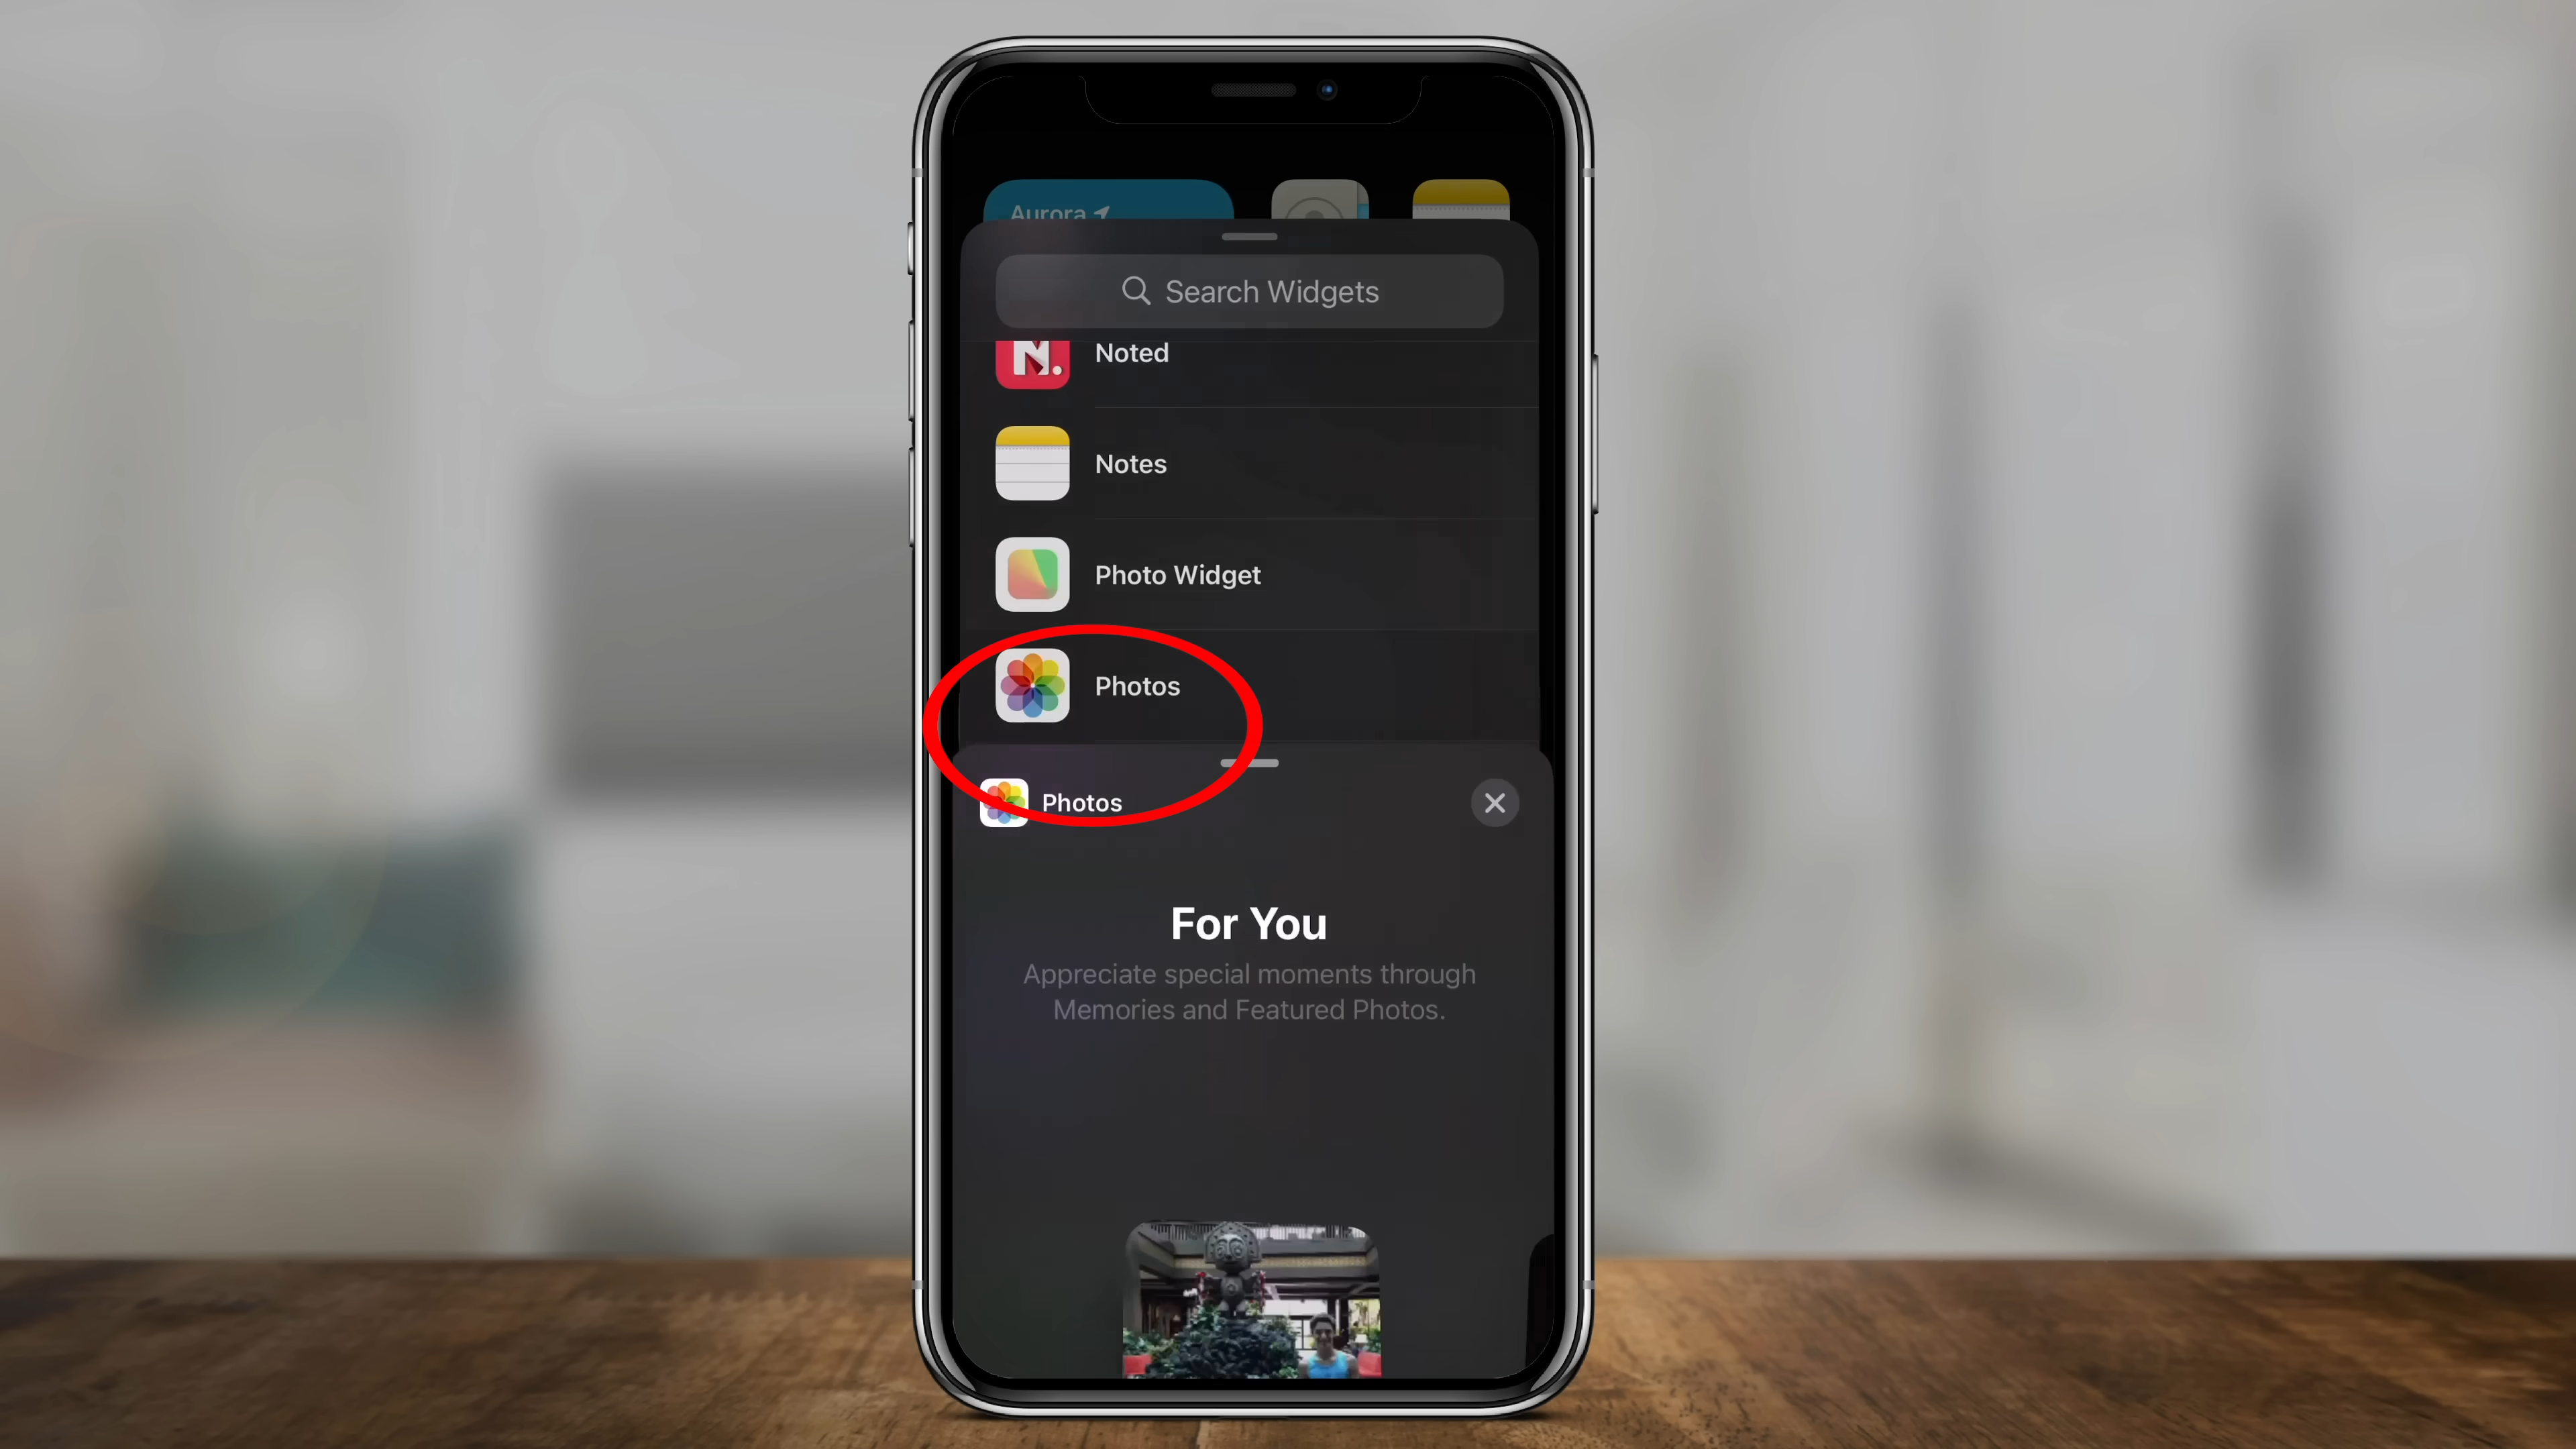 Aurora
Search Widgets
N.
Noted
Notes
Photo Widget
Photos
Photos
For You
Appreciate special moments through
Memories and Featured Photos.